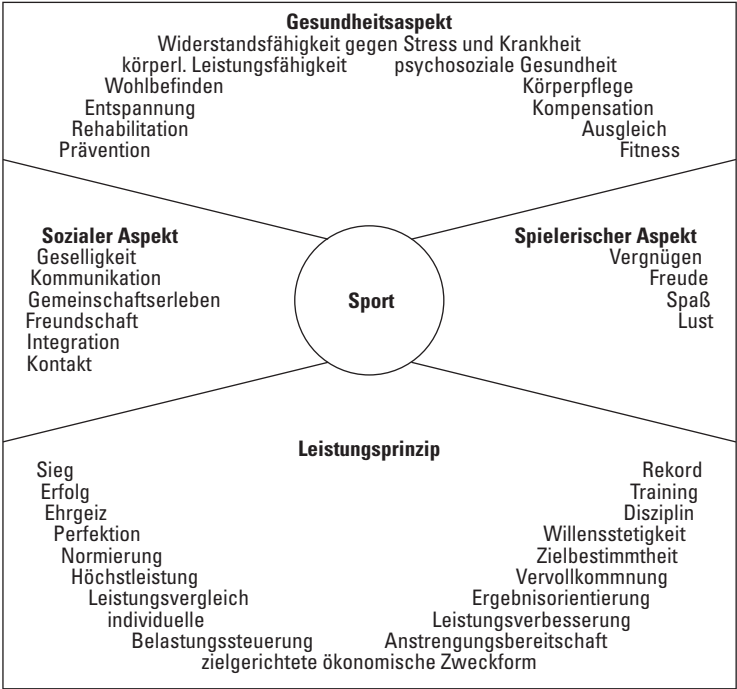 Gesundheitsaspekt
Widerstandsfähigkeit gegen Stress und Krankheit
körperl. Leistungsfähigkeit psychosoziale Gesundheit
Wohlbefinden Körperpflege
Entspannung Kompensation
Rehabilitation Ausgleich
Prävention Fitness
Sozialer Aspekt
Geselligkeit
Kommunikation
Gemeinschaftserleben
Freundschaft
Integration
Kontakt
Sport
Spielerischer Aspekt
Vergnügen
Freude
Spaß
Lust
Leistungsprinzip
Sieg Rekord
Erfolg Training
Ehrgeiz Disziplin
Perfektion Willensstetigkeit
Normierung Zielbestimmtheit
Höchstleistung Vervollkommnung
Leistungsvergleich Ergebnisorientierung
individuelle Leistungsverbesserung
Belastungssteuerung Anstrengungsbereitschaft
zielgerichtete ökonomische Zweckform